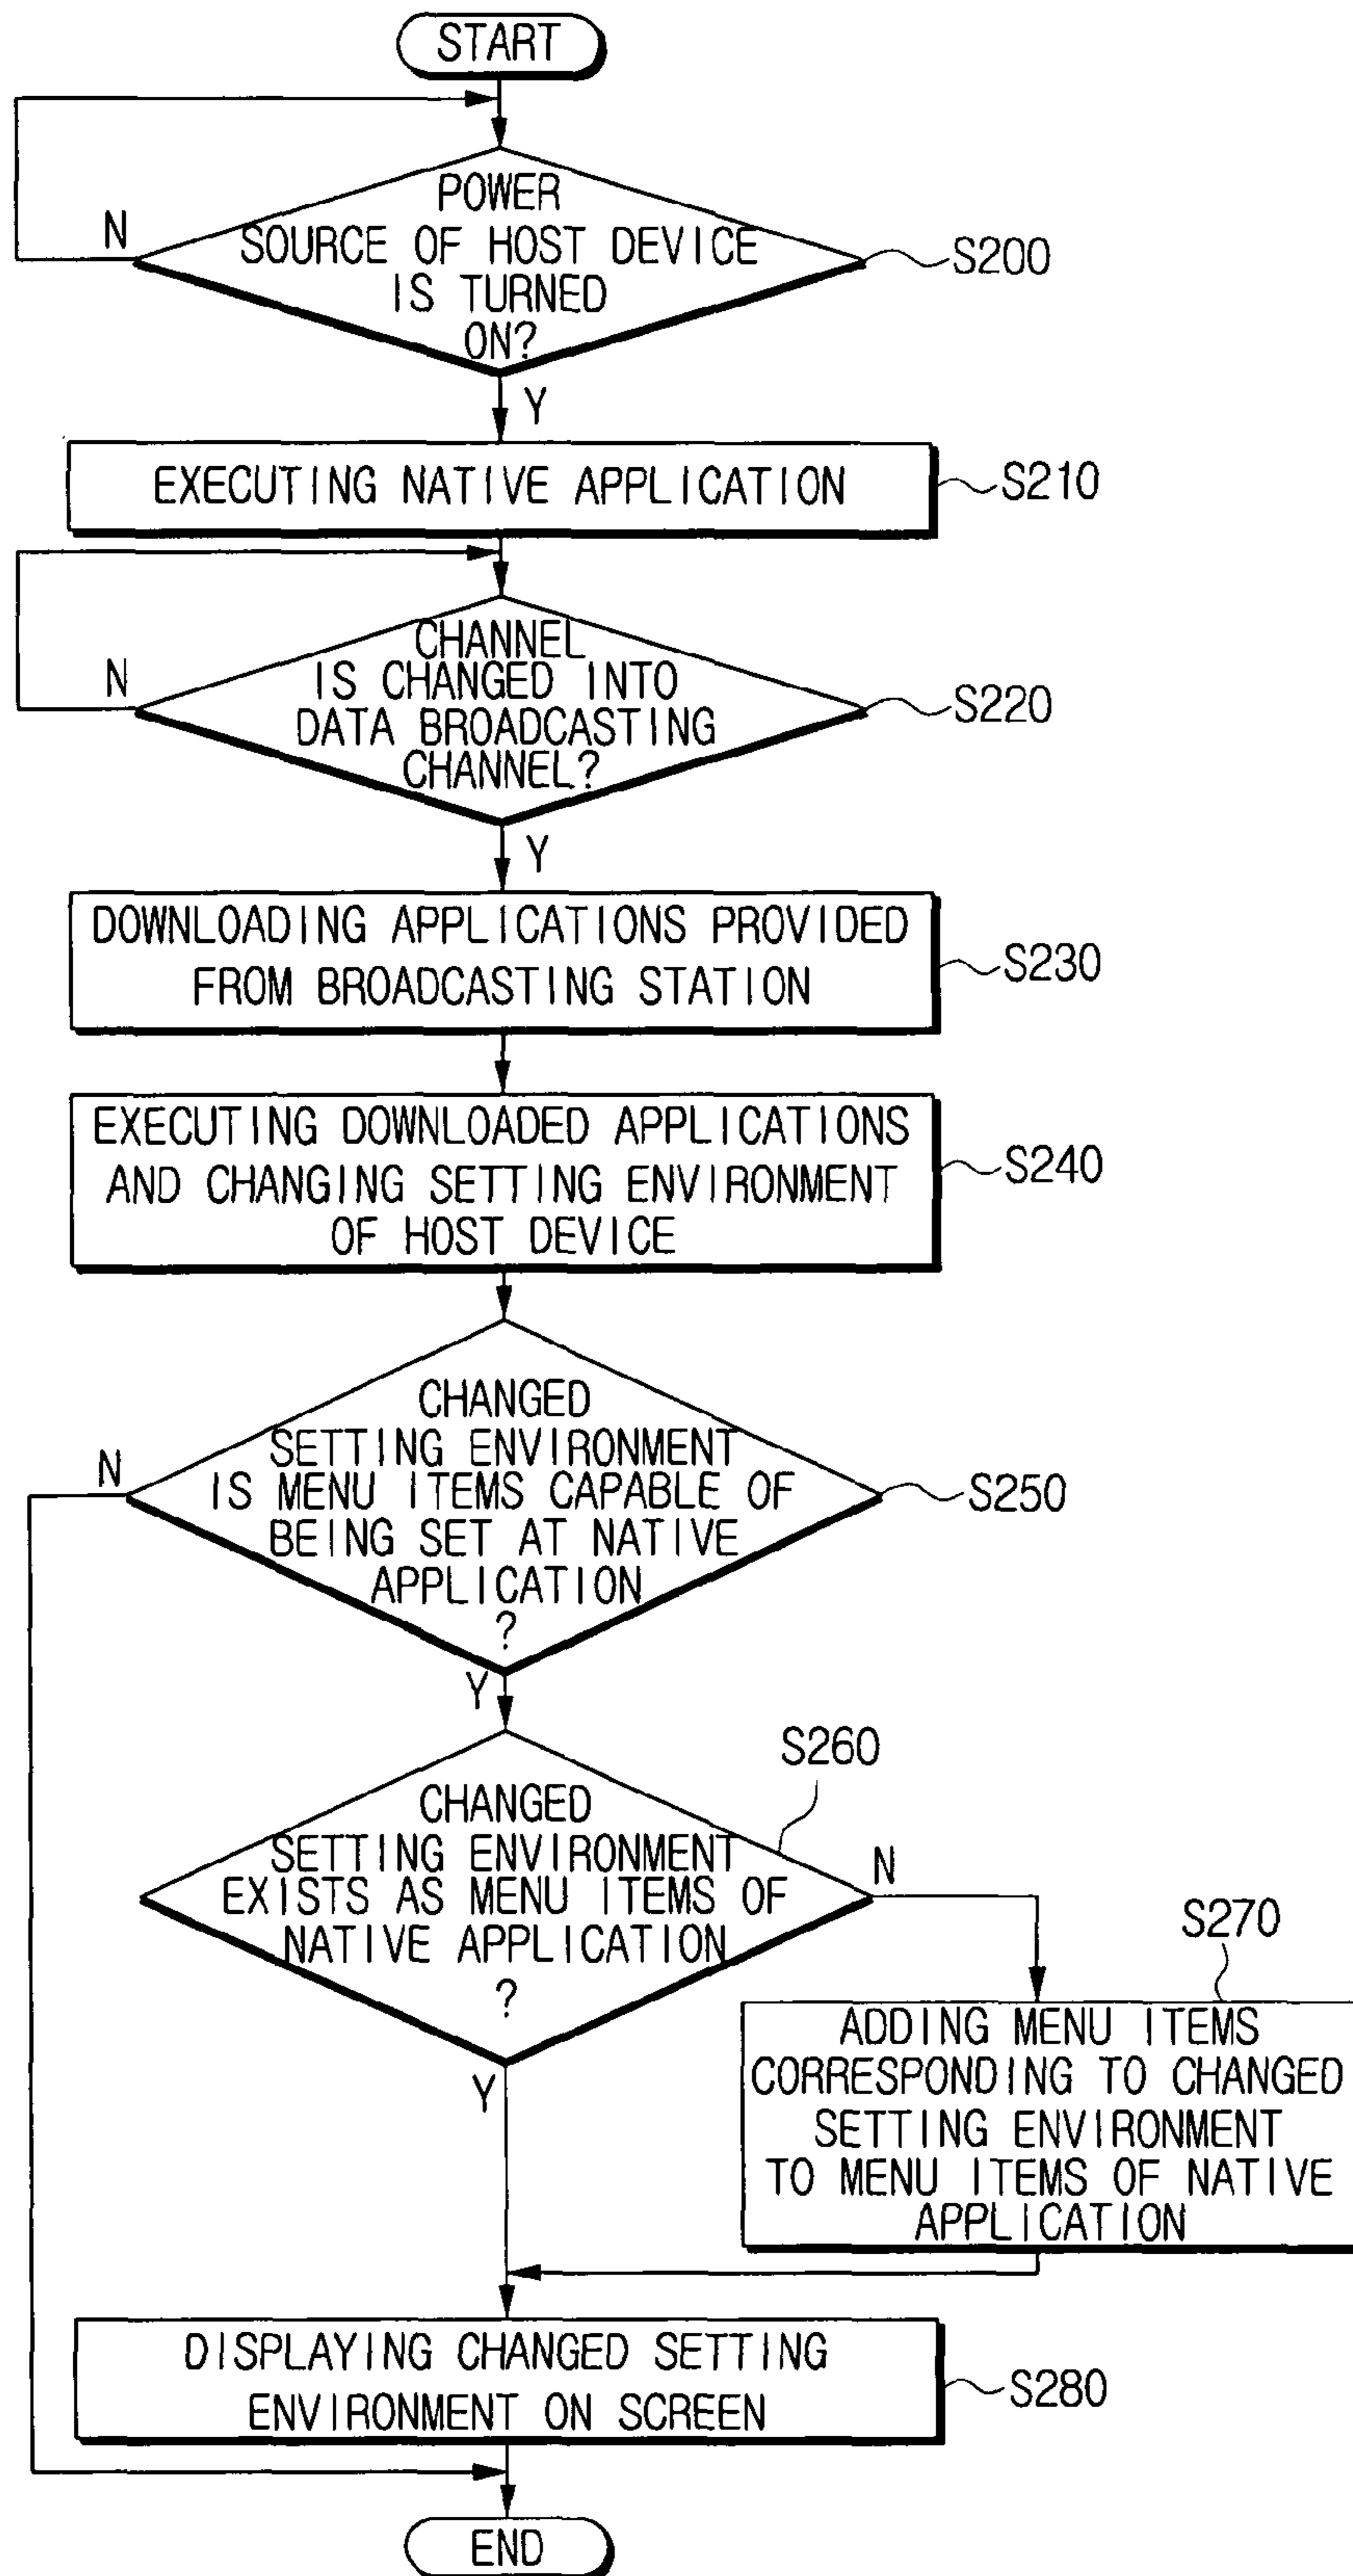 START
POWER
SOURCE OF HOST DEVICE
IS TURNED
ON?
N
S200
Y
EXECUTING NATIVE APPLICATION
S210
CHANNEL
IS CHANGED INTO
DATA BROADCASTING
CHANNEL?
N
S220
Y
DOWNLOADING APPLICATIONS PROVIDED
FROM BROADCASTING STATION
S230
EXECUTING DOWNLOADED APPLICATIONS
AND CHANGING SETTING ENVIRONMENT
OF HOST DEVICE
S240
CHANGED
SETTING ENVIRONMENT
IS MENU ITEMS CAPABLE OF
BEING SET AT NATIVE
APPLICATION
?
N
S250
Y
S260
CHANGED
SETTING ENVIRONMENT
EXISTS AS MENU ITEMS OF
NATIVE APPLICATION
?
N
Y
S270
ADDING MENU ITEMS
CORRESPONDING TO CHANGED
SETTING ENVIRONMENT
TO MENU ITEMS OF NATIVE
APPLICATION
DISPLAYING CHANGED SETTING
ENVIRONMENT ON SCREEN
S280
END